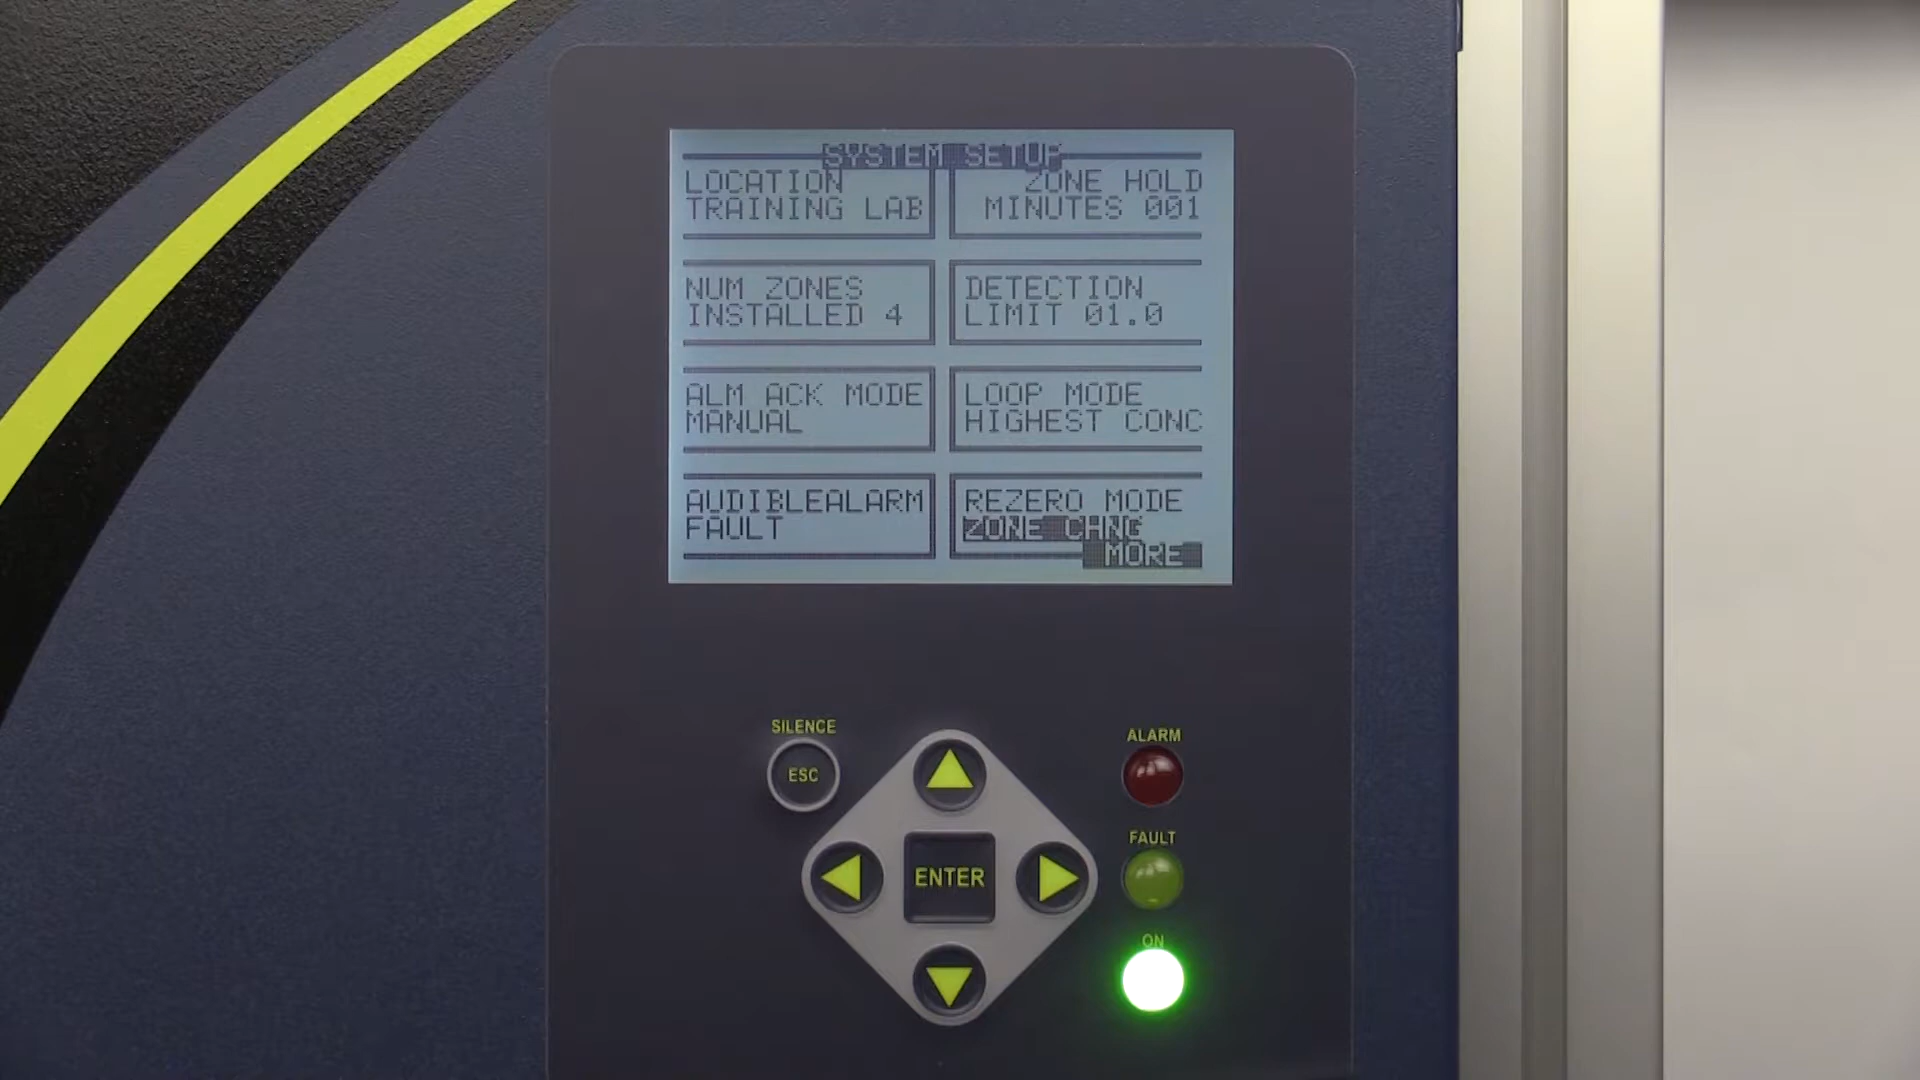 SYSTEM SETUP
LOCATION
TRAINING LAB
ZONE HOLD
MINUTES 001
NUM ZONES
INSTALLED 4
DETECTION
LIMIT 01.0
ALM ACK MODE
MANUAL
LOOP MODE
HIGHEST CONC
AUDIBLEALARM
FAULT
REZERO MODE
ZONE CHNG
MORE
SILENCE
ESC
ENTER
ALARM
FAULT
ON